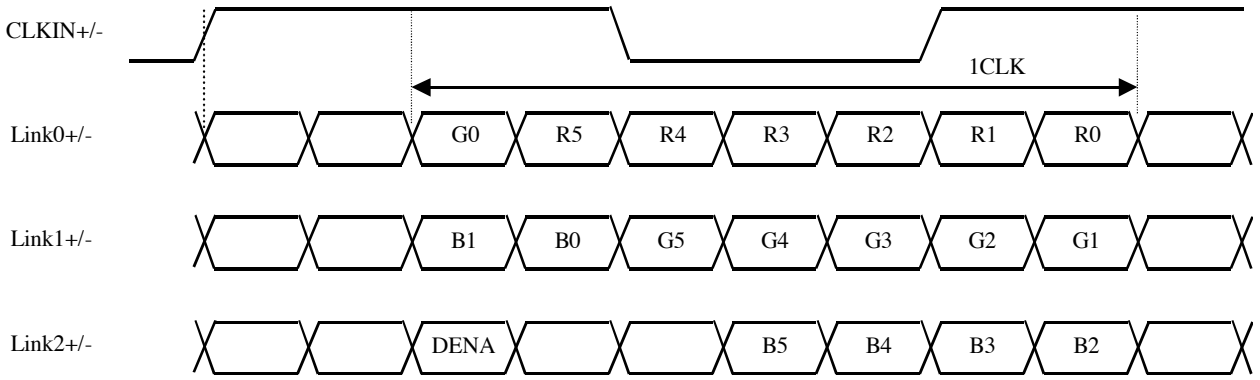 CLKIN+/-
1CLK
Link0+/- G0 R5 R4 R3 R2 R1 R0
Link1+/- B1 B0 G5 G4 G3 G2 G1
Link2+/- DENA B5 B4 B3 B2